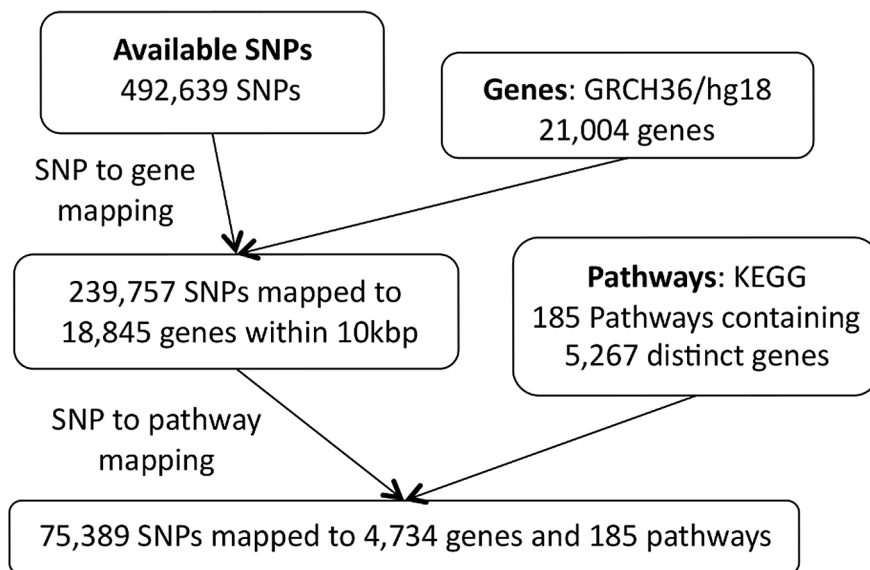 Available SNPs
492,639 SNPs
Genes: GRCH36/hg18
21,004 genes
SNP to gene
mapping
239,757 SNPs mapped to
18,845 genes within 10kbp
Pathways: KEGG
185 Pathways containing
5,267 distinct genes
SNP to pathway
mapping
75,389 SNPs mapped to 4,734 genes and 185 pathways